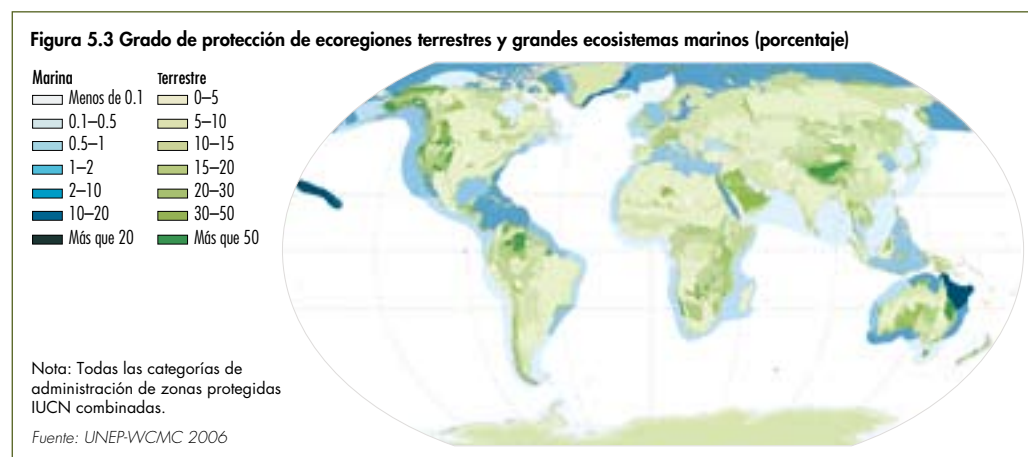 Figura 5.3 Grado de protección de ecoregiones terrestres y grandes ecosistemas marinos (porcentaje)
Marina Terrestre
Menos de 0.1 0–5
0.1–0.5 5–10
0.5–1 10–15
1–2 15–20
2–10 20–30
10–20 30–50
Más que 20 Más que 50
Nota: Todas las categorías de
administración de zonas protegidas
IUCN combinadas.
Fuente: UNEP-WCMC 2006